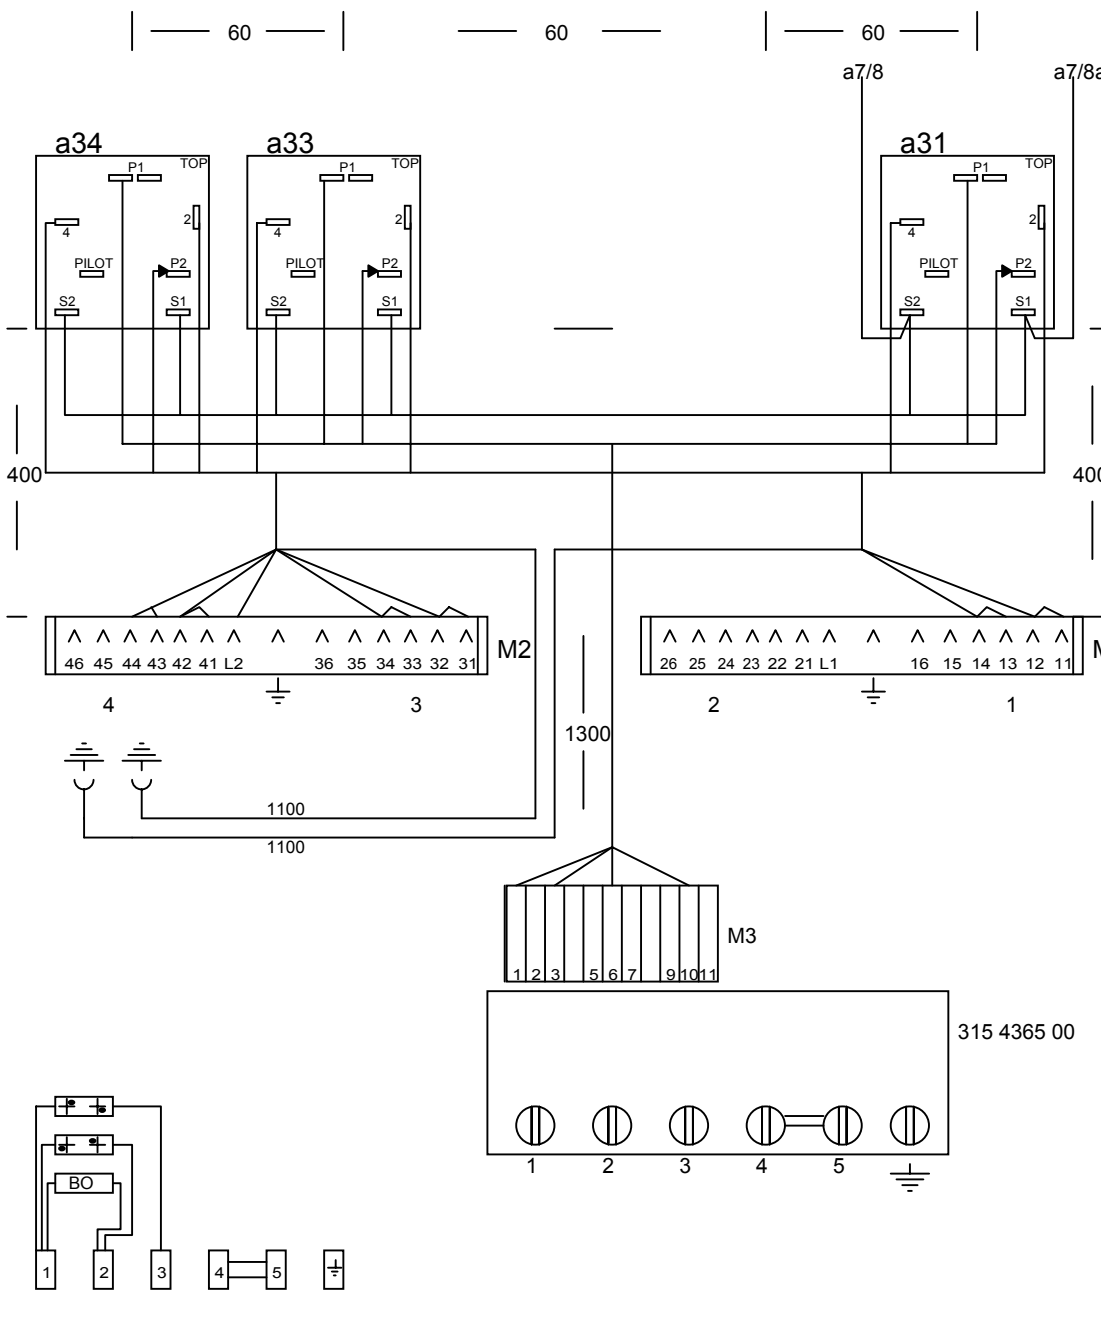 60 60 60
a7/8 a7/8a
a34 a33 a31
P1 TOP P1 TOP P1 TOP
2 2 2
4 4 4
PILOT P2 PILOT P2 PILOT P2
S2 S1 S2 S1 S2 S1
400 400
46 45 44 43 42 41 L2 36 35 34 33 32 31 M2 26 25 24 23 22 21 L1 16 15 14 13 12 11 M
4 3 2 1
1300
1100
1100
M3
1 2 3 5 6 7 9 10 11
315 4365 00
1 2 3 4 5
BO
1 2 3 4 5